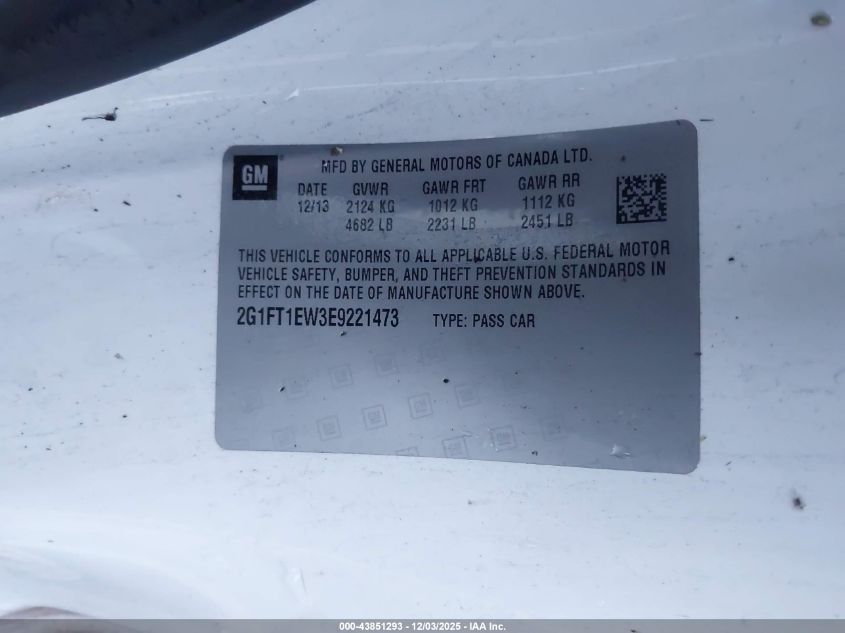 GM
MFD BY GENERAL MOTORS OF CANADA LTD.
DATE GVWR GAWR FRT GAWR RR
12/13 2124 KG 1012 KG 1112 KG
4682 LB 2231 LB 2451 LB
THIS VEHICLE CONFORMS TO ALL APPLICABLE U.S. FEDERAL MOTOR
VEHICLE SAFETY, BUMPER, AND THEFT PREVENTION STANDARDS IN
EFFECT ON THE DATE OF MANUFACTURE SHOWN ABOVE.
2G1FT1EW3E9221473 TYPE: PASS CAR
000-43851293 - 12/03/2025 - IAA Inc.